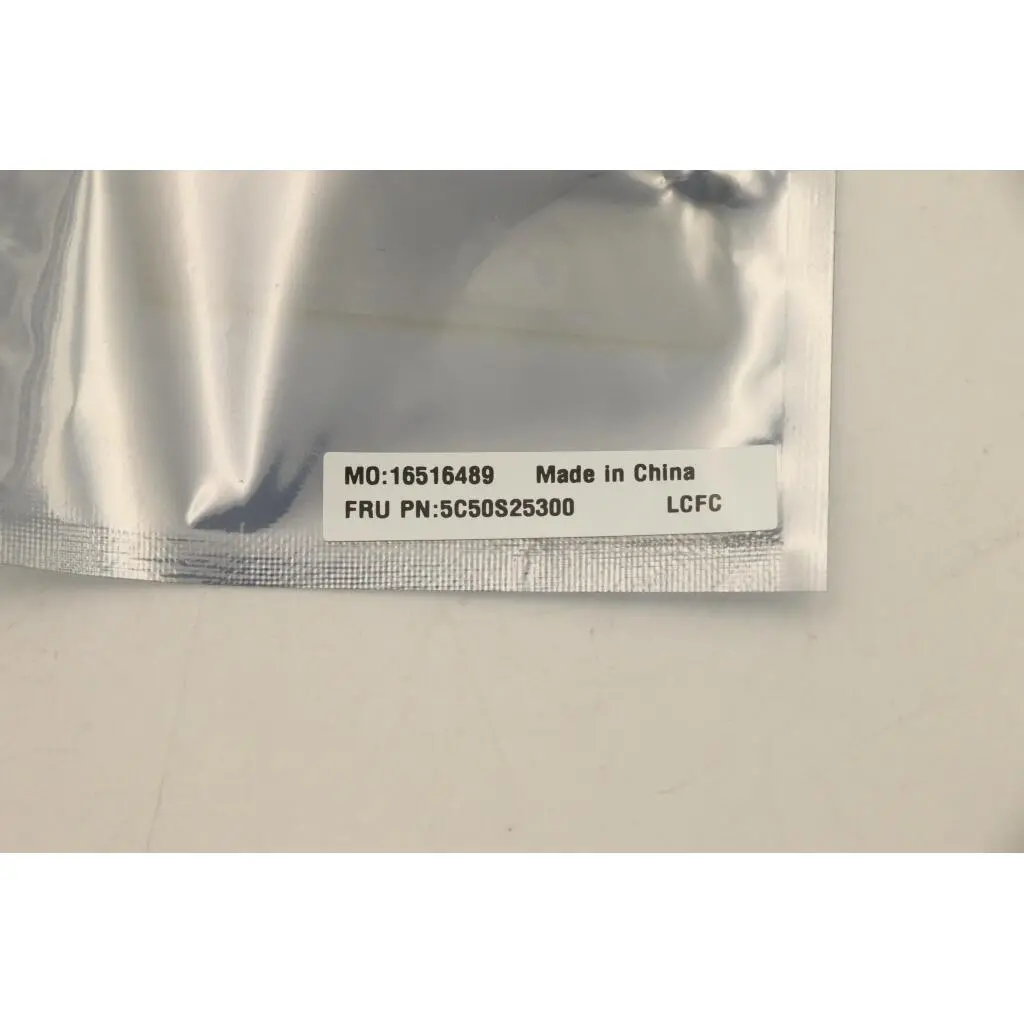 MO:16516489 Made in China
FRU PN:5C50S25300 LCFC